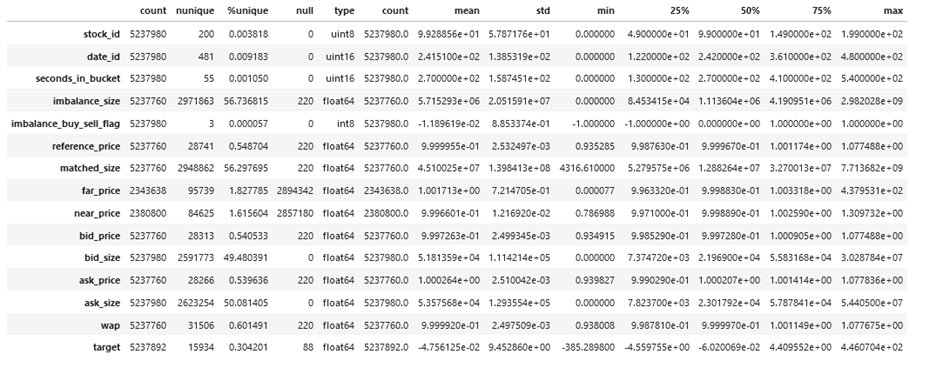 count nunique %unique null type count mean std min 25% 50% 75% max
stock_id 5237980 200 0.003818 0 uint8 5237980.0 9.928856e+01 5.787176e+01 0.000000 4.900000e+01 9.900000e+01 1.490000e+02 1.990000e+02
date_id 5237980 481 0.009183 0 uint16 5237980.0 2.415100e+02 1.385319e+02 0.000000 1.220000e+02 2.420000e+02 3.610000e+02 4.800000e+02
seconds_in_bucket 5237980 55 0.001050 0 uint16 5237980.0 2.700000e+02 1.587451e+02 0.000000 1.300000e+02 2.700000e+02 4.100000e+02 5.400000e+02
imbalance_size 5237760 2971863 56.736815 220 float64 5237760.0 5.715293e+06 2.051591e+07 0.000000 8.453415e+04 1.113604e+06 4.190951e+06 2.982028e+09
imbalance_buy_sell_flag 5237980 3 0.000057 0 int8 5237980.0 -1.189619e-02 8.853374e-01 -1.000000 -1.000000e+00 0.000000e+00 1.000000e+00 1.000000e+00
reference_price 5237760 28741 0.548704 220 float64 5237760.0 9.999955e-01 2.532497e-03 0.935285 9.987630e-01 9.999670e-01 1.001174e+00 1.077488e+00
matched_size 5237760 2948862 56.297695 220 float64 5237760.0 4.510025e+07 1.398413e+08 4316.610000 5.279575e+06 1.288264e+07 3.270013e+07 7.713682e+09
far_price 2343638 95739 1.827785 2894342 float64 2343638.0 1.001713e+00 7.214705e-01 0.000077 9.963320e-01 9.998830e-01 1.003318e+00 4.379531e+02
near_price 2380800 84625 1.615604 2857180 float64 2380800.0 9.996601e-01 1.216920e-02 0.786988 9.971000e-01 9.998890e-01 1.002590e+00 1.309732e+00
bid_price 5237760 28313 0.540533 220 float64 5237760.0 9.997263e-01 2.499345e-03 0.934915 9.985290e-01 9.997280e-01 1.000905e+00 1.077488e+00
bid_size 5237980 2591773 49.480391 0 float64 5237980.0 5.181359e+04 1.114214e+05 0.000000 7.374720e+03 2.196900e+04 5.583168e+04 3.028784e+07
ask_price 5237760 28266 0.539636 220 float64 5237760.0 1.000264e+00 2.510042e-03 0.939827 9.990290e-01 1.000207e+00 1.001414e+00 1.077836e+00
ask_size 5237980 2623254 50.081405 0 float64 5237980.0 5.357568e+04 1.293554e+05 0.000000 7.823700e+03 2.301792e+04 5.787841e+04 5.440500e+07
wap 5237760 31506 0.601491 220 float64 5237760.0 9.999920e-01 2.497509e-03 0.938008 9.987810e-01 9.999970e-01 1.001149e+00 1.077675e+00
target 5237892 15934 0.304201 88 float64 5237892.0 -4.756125e-02 9.452860e+00 -385.289800 -4.559755e+00 -6.020069e-02 4.409552e+00 4.460704e+02